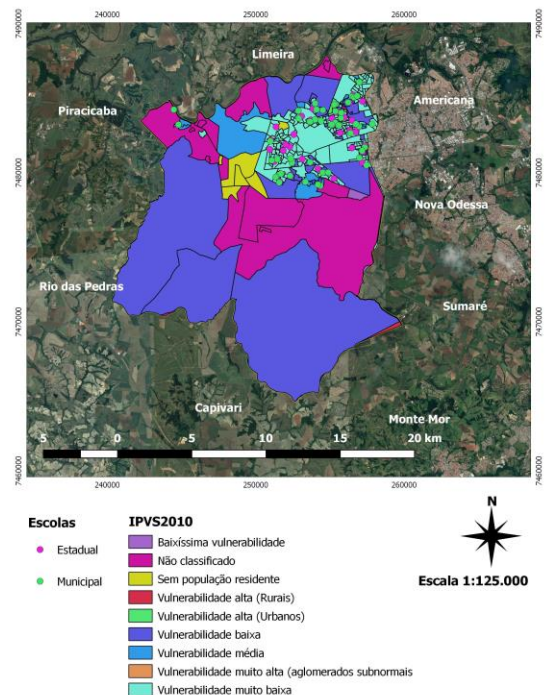 240000 250000 260000
7490000 7490000
Limeira
Piracicaba
Americana
7480000 7480000
Nova Odessa
Rio das Pedras
Sumaré
7470000 7470000
Capivari
Monte Mor
5 0 5 10 15 20 km
7460000 7460000
240000 250000 260000
Escolas
Estadual
Municipal
IPVS2010
Baixíssima vulnerabilidade
Não classificado
Sem população residente
Vulnerabilidade alta (Rurais)
Vulnerabilidade alta (Urbanos)
Vulnerabilidade baixa
Vulnerabilidade média
Vulnerabilidade muito alta (aglomerados subnormais
Vulnerabilidade muito baixa
N
Escala 1:125.000